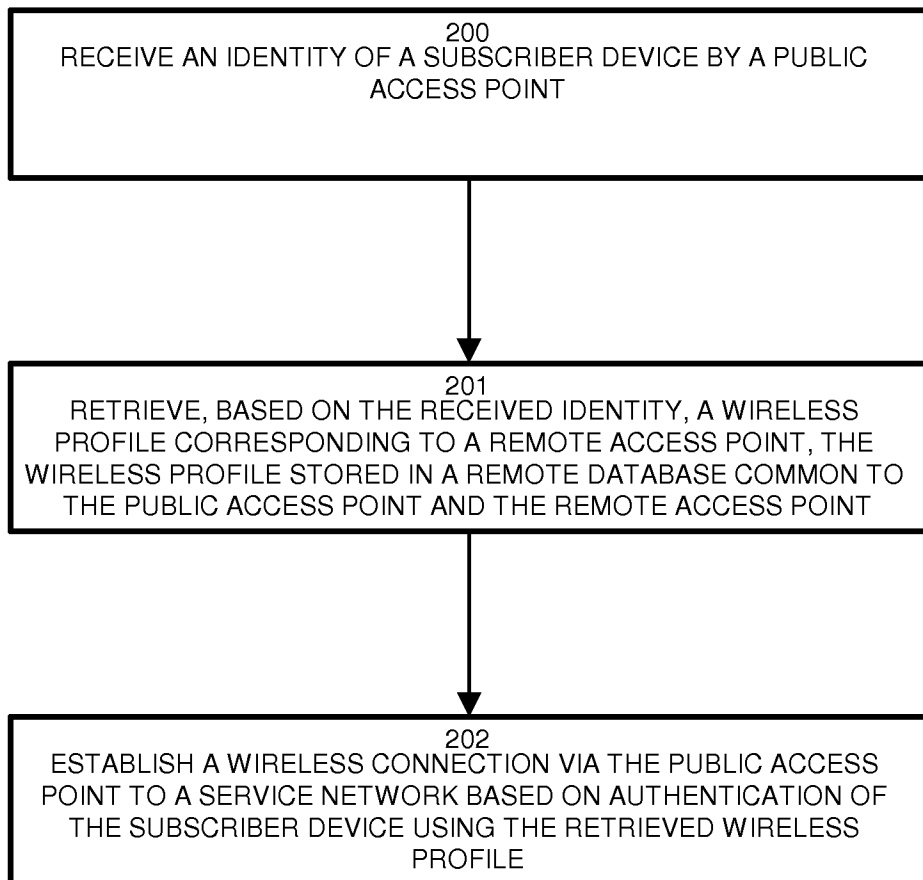 200
RECEIVE AN IDENTITY OF A SUBSCRIBER DEVICE BY A PUBLIC
ACCESS POINT
201
RETRIEVE, BASED ON THE RECEIVED IDENTITY, A WIRELESS
PROFILE CORRESPONDING TO A REMOTE ACCESS POINT, THE
WIRELESS PROFILE STORED IN A REMOTE DATABASE COMMON TO
THE PUBLIC ACCESS POINT AND THE REMOTE ACCESS POINT
202
ESTABLISH A WIRELESS CONNECTION VIA THE PUBLIC ACCESS
POINT TO A SERVICE NETWORK BASED ON AUTHENTICATION OF
THE SUBSCRIBER DEVICE USING THE RETRIEVED WIRELESS
PROFILE